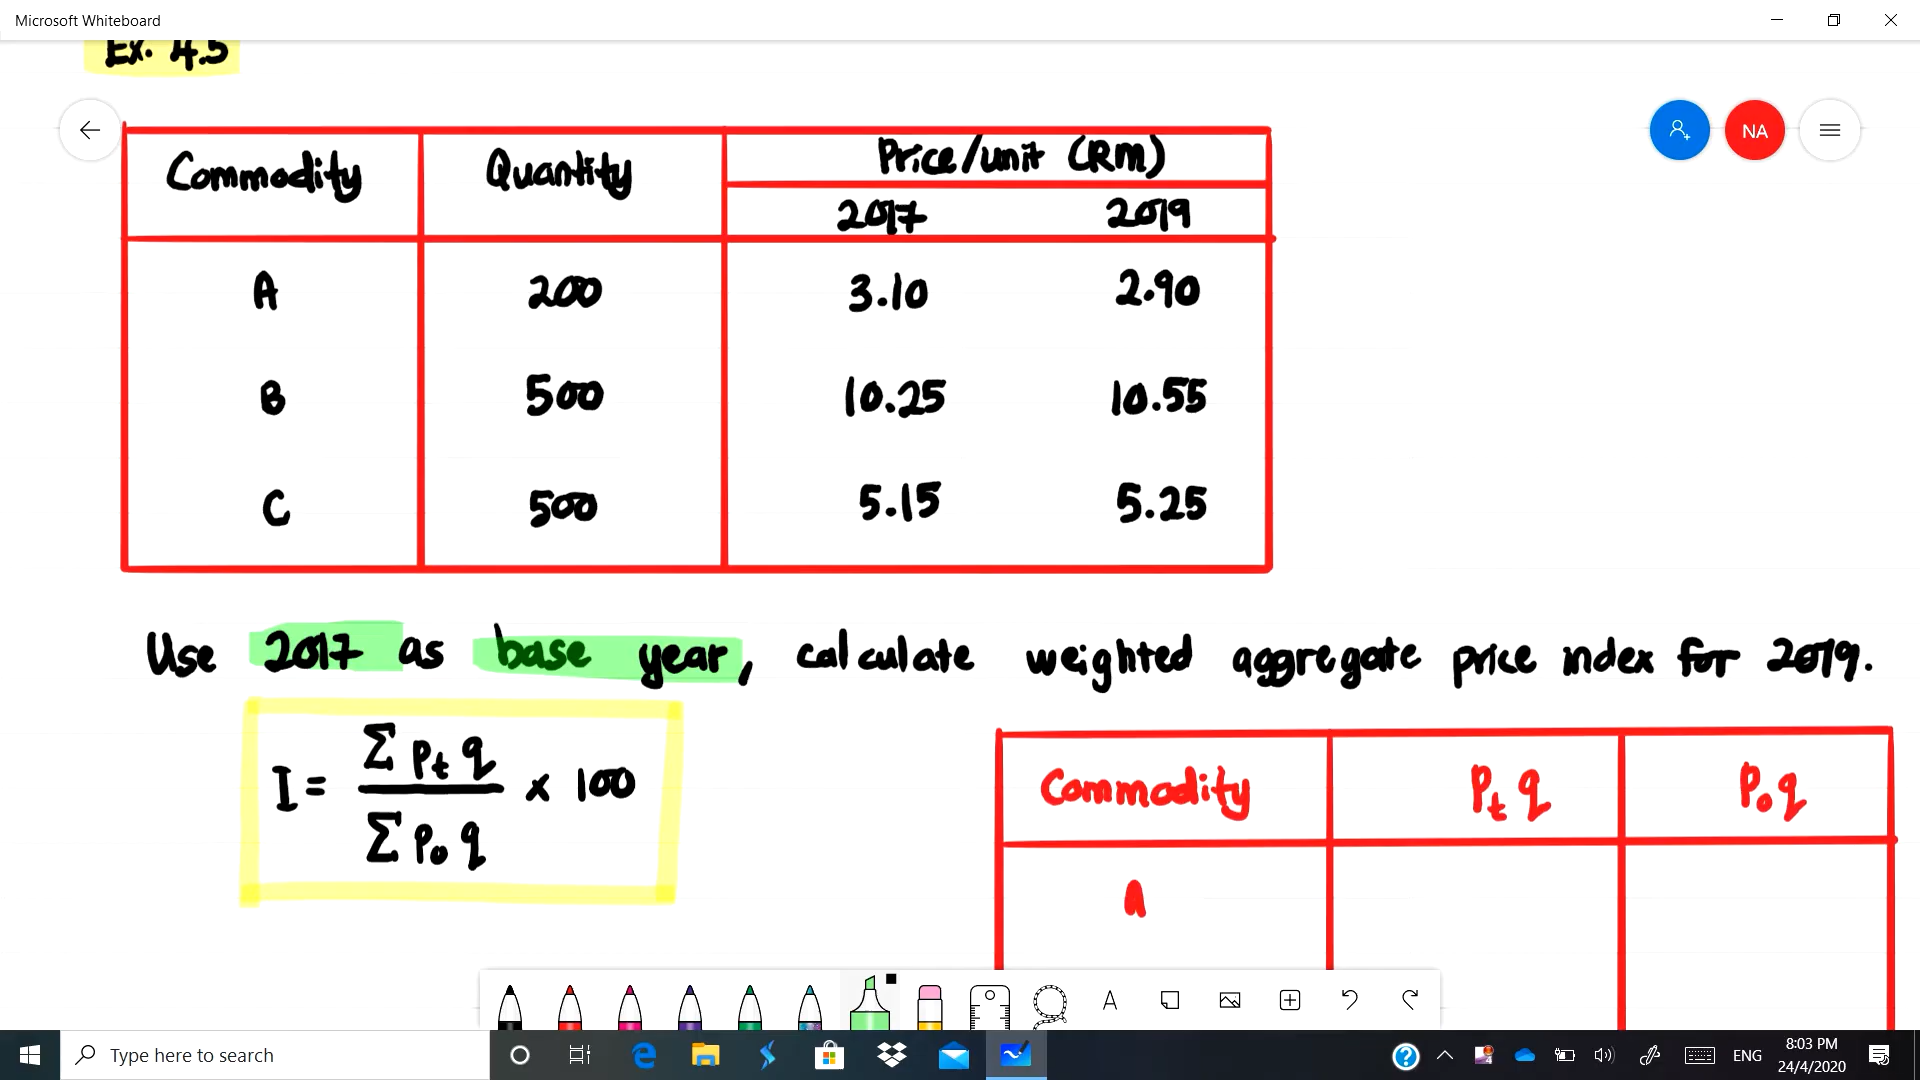 Microsoft Whiteboard
Ex. 4.5
NA
Commodity Quantity Price/unit (RM)
2017 2019
A 200 3.10 2.90
B 500 10.25 10.55
C 500 5.15 5.25
Use 2017 as base year, calculate weighted aggregate price index for 2019.
I = Σ Pt q / Σ Po q × 100
Commodity Pt q Po q
A
Type here to search
ENG
8:03 PM
24/4/2020